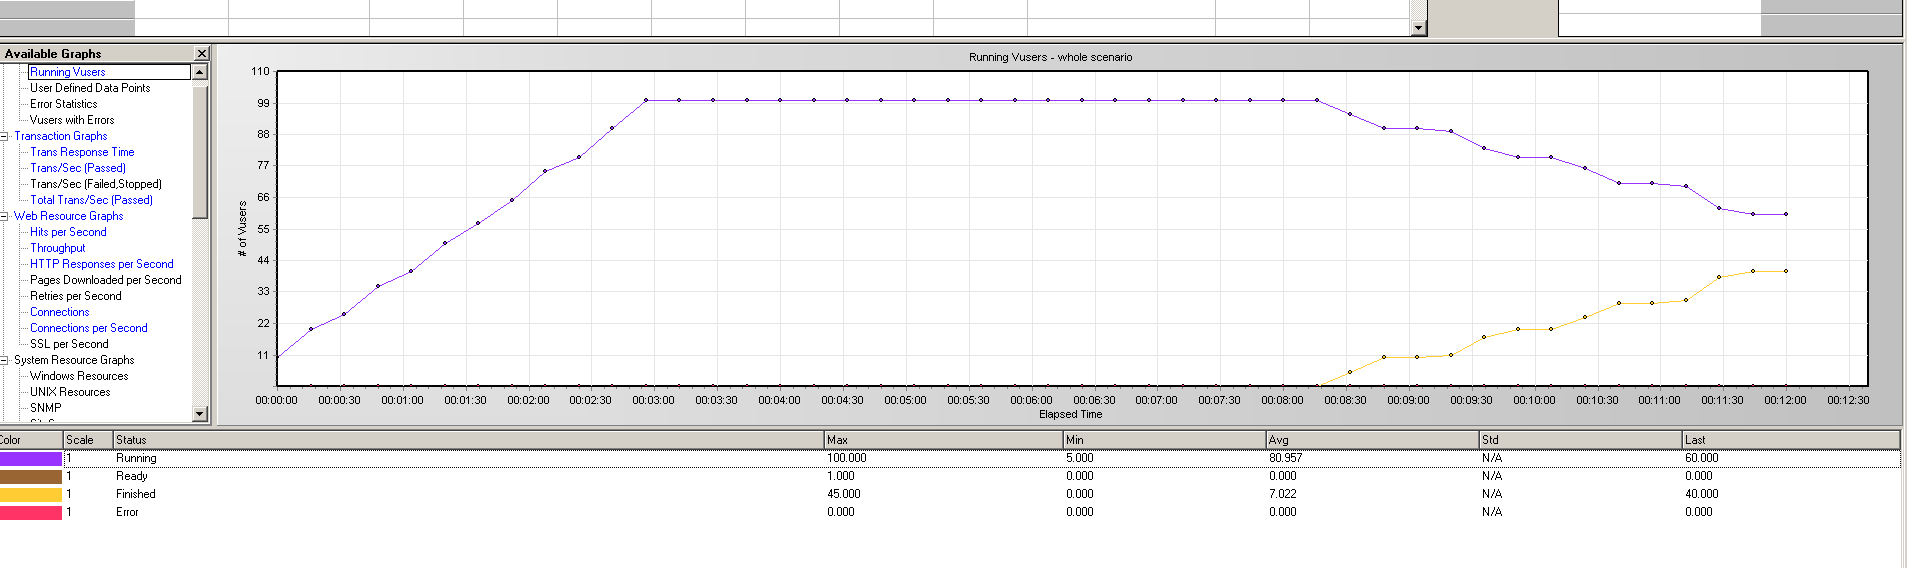 Available Graphs
Running Vusers
User Defined Data Points
Error Statistics
Vusers with Errors
Transaction Graphs
Trans Response Time
Trans/Sec (Passed)
Trans/Sec (Failed,Stopped)
Total Trans/Sec (Passed)
Web Resource Graphs
Hits per Second
Throughput
HTTP Responses per Second
Pages Downloaded per Second
Retries per Second
Connections
Connections per Second
SSL per Second
System Resource Graphs
Windows Resources
UNIX Resources
SNMP
Running Vusers - whole scenario
# of Vusers
110
99
88
77
66
55
44
33
22
11
00:00:00 00:00:30 00:01:00 00:01:30 00:02:00 00:02:30 00:03:00 00:03:30 00:04:00 00:04:30 00:05:00 00:05:30 00:06:00 00:06:30 00:07:00 00:07:30 00:08:00 00:08:30 00:09:00 00:09:30 00:10:00 00:10:30 00:11:00 00:11:30 00:12:00 00:12:30
Elapsed Time
Color Scale Status Max Min Avg Std Last
1 Running 100.000 5.000 80.957 N/A 60.000
1 Ready 1.000 0.000 0.000 N/A 0.000
1 Finished 45.000 0.000 7.022 N/A 40.000
1 Error 0.000 0.000 0.000 N/A 0.000